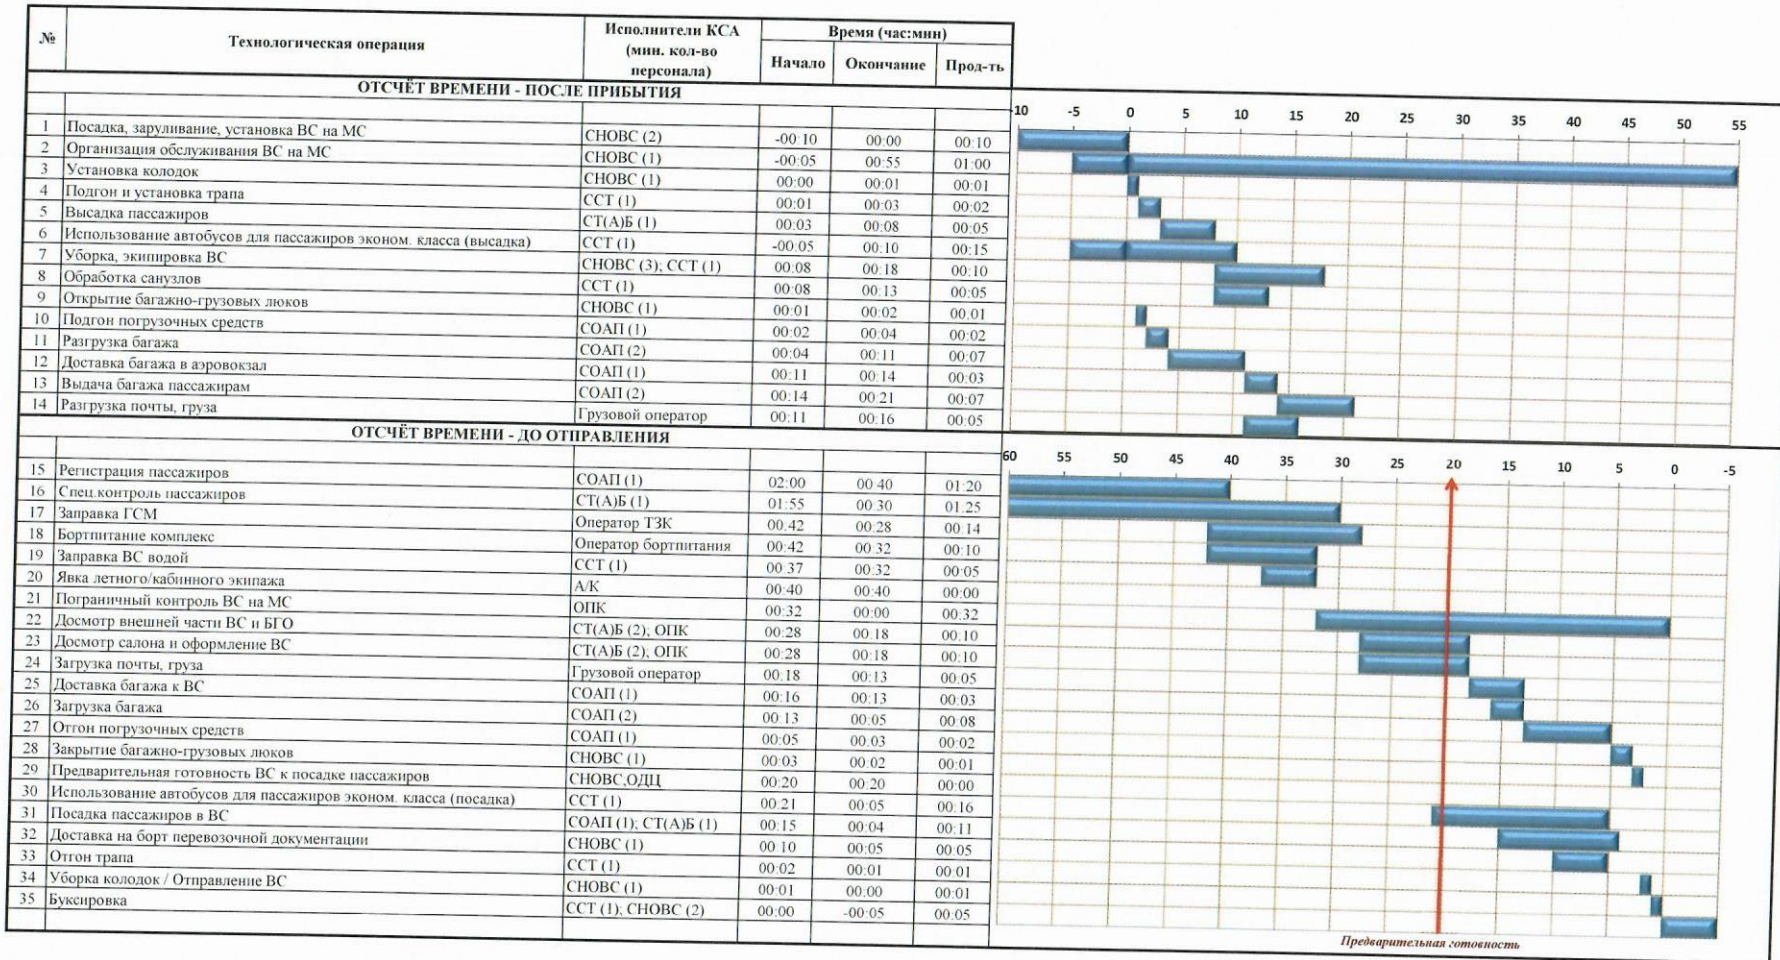 № Технологическая операция Исполнители КСА (мин. кол-во персонала) Время (час:мин)
Начало Окончание Прод-ть
ОТСЧЁТ ВРЕМЕНИ - ПОСЛЕ ПРИБЫТИЯ
-10 -5 0 5 10 15 20 25 30 35 40 45 50 55
1 Посадка, заруливание, установка ВС на МС СНОВС (2) -00:10 00:00 00:10
2 Организация обслуживания ВС на МС СНОВС (1) -00:05 00:55 01:00
3 Установка колодок СНОВС (1) 00:00 00:01 00:01
4 Подгон и установка трапа ССТ (1) 00:01 00:03 00:02
5 Высадка пассажиров СТ(А)Б (1) 00:03 00:08 00:05
6 Использование автобусов для пассажиров эконом. класса (высадка) ССТ (1) -00:05 00:10 00:15
7 Уборка, экипировка ВС СНОВС (3); ССТ (1) 00:08 00:18 00:10
8 Обработка санузлов ССТ (1) 00:08 00:13 00:05
9 Открытие багажно-грузовых люков СНОВС (1) 00:01 00:02 00:01
10 Подгон погрузочных средств СОАП (1) 00:02 00:04 00:02
11 Разгрузка багажа СОАП (2) 00:04 00:11 00:07
12 Доставка багажа в аэровокзал СОАП (1) 00:11 00:14 00:03
13 Выдача багажа пассажирам СОАП (2) 00:14 00:21 00:07
14 Разгрузка почты, груза Грузовой оператор 00:11 00:16 00:05
ОТСЧЁТ ВРЕМЕНИ - ДО ОТПРАВЛЕНИЯ
60 55 50 45 40 35 30 25 20 15 10 5 0 -5
15 Регистрация пассажиров СОАП (1) 02:00 00:40 01:20
16 Спец.контроль пассажиров СТ(А)Б (1) 01:55 00:30 01:25
17 Заправка ГСМ Оператор ТЗК 00:42 00:28 00:14
18 Бортпитание комплекс Оператор бортпитания 00:42 00:32 00:10
19 Заправка ВС водой ССТ (1) 00:37 00:32 00:05
20 Явка летного/кабинного экипажа А/К 00:40 00:40 00:00
21 Пограничный контроль ВС на МС ОПК 00:32 00:00 00:32
22 Досмотр внешней части ВС и БГО СТ(А)Б (2); ОПК 00:28 00:18 00:10
23 Досмотр салона и оформление ВС СТ(А)Б (2); ОПК 00:28 00:18 00:10
24 Загрузка почты, груза Грузовой оператор 00:18 00:13 00:05
25 Доставка багажа к ВС СОАП (1) 00:16 00:13 00:03
26 Загрузка багажа СОАП (2) 00:13 00:05 00:08
27 Отгон погрузочных средств СОАП (1) 00:05 00:03 00:02
28 Закрытие багажно-грузовых люков СНОВС (1) 00:03 00:02 00:01
29 Предварительная готовность ВС к посадке пассажиров СНОВС,ОДЦ 00:20 00:20 00:00
30 Использование автобусов для пассажиров эконом. класса (посадка) ССТ (1) 00:21 00:05 00:16
31 Посадка пассажиров в ВС СОАП (1); СТ(А)Б (1) 00:15 00:04 00:11
32 Доставка на борт перевозочной документации СНОВС (1) 00:10 00:05 00:05
33 Отгон трапа ССТ (1) 00:02 00:01 00:01
34 Уборка колодок / Отправление ВС СНОВС (1) 00:01 00:00 00:01
35 Буксировка ССТ (1); СНОВС (2) 00:00 -00:05 00:05
Предварительная готовность